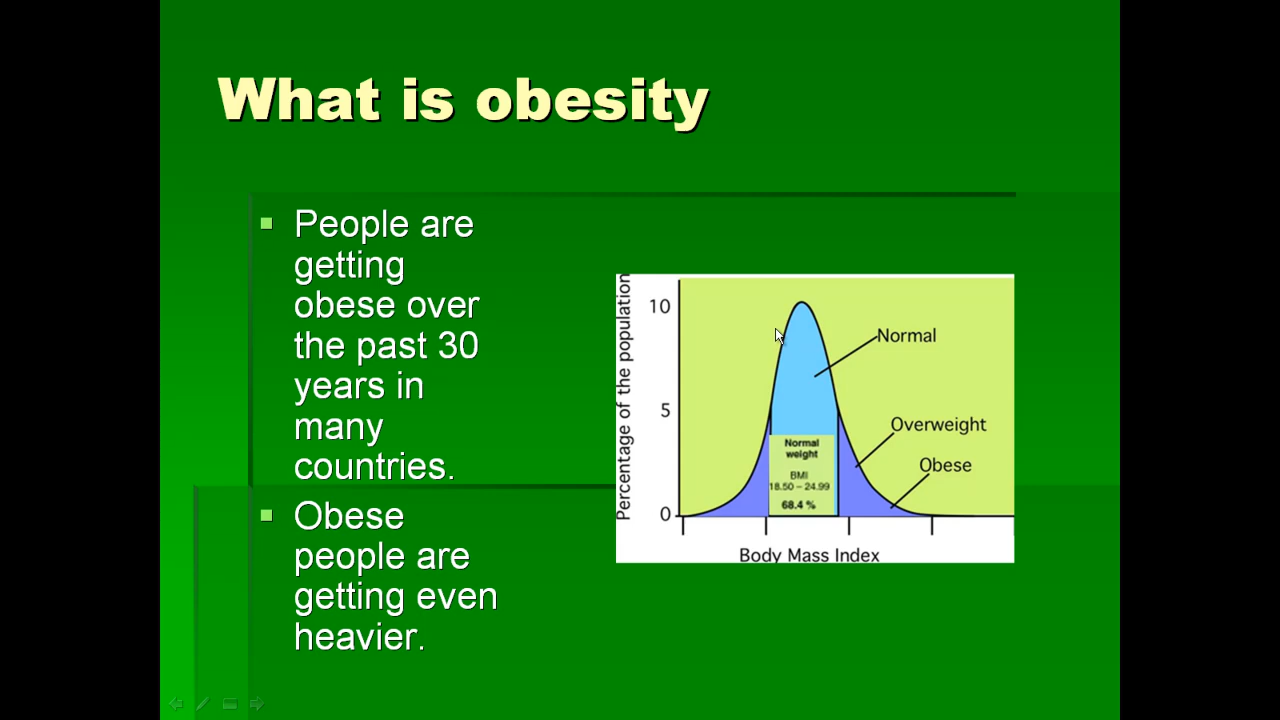 What is obesity
People are
getting
obese over
the past 30
years in
many
countries.
Obese
people are
getting even
heavier.
Percentage of the population
10
5
0
Normal
Overweight
Obese
Normal
weight
BMI
18.50 – 24.99
68.4 %
Body Mass Index